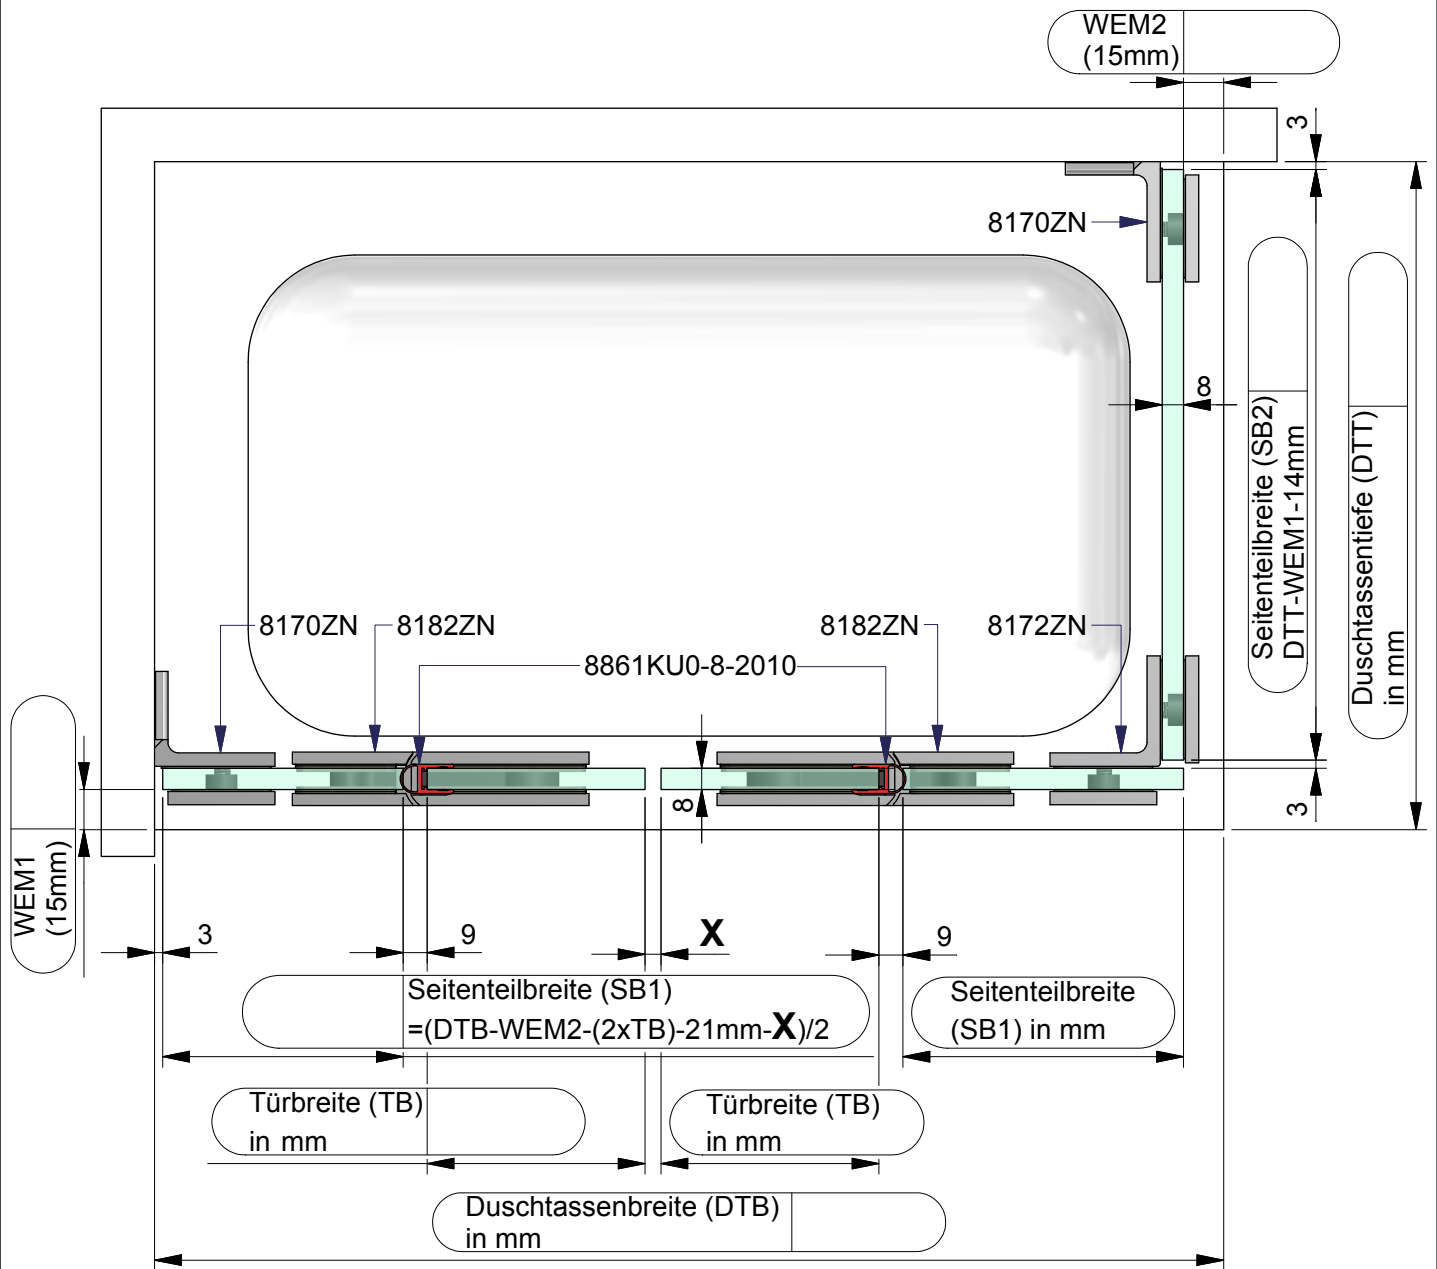 WEM2
(15mm)
3
8170ZN
8
Seitenteilbreite (SB2)
DTT-WEM1-14mm
Duschtassentiefe (DTT)
in mm
8170ZN
8182ZN
8182ZN
8172ZN
8861KU0-8-2010
8
3
WEM1
(15mm)
3
9
X
9
Seitenteilbreite (SB1)
=(DTB-WEM2-(2xTB)-21mm-X)/2
Seitenteilbreite
(SB1) in mm
Türbreite (TB)
in mm
Türbreite (TB)
in mm
Duschtassenbreite (DTB)
in mm